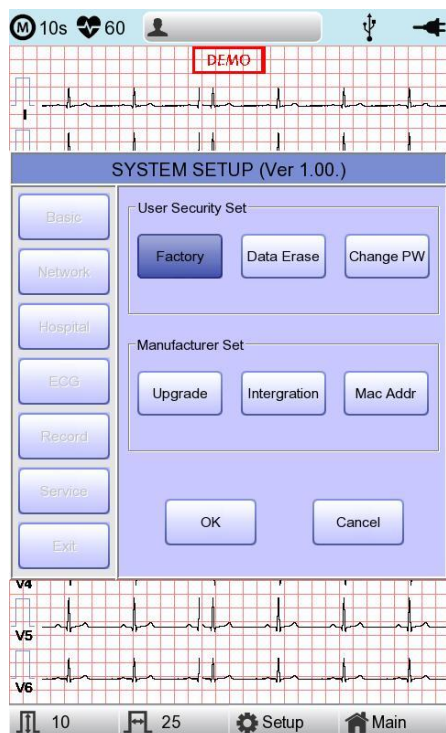 M 10s 60
DEMO
I
SYSTEM SETUP (Ver 1.00.)
Basic
Network
Hospital
ECG
Record
Service
Exit
User Security Set
Factory Data Erase Change PW
Manufacturer Set
Upgrade Intergration Mac Addr
OK Cancel
V4
V5
V6
10 25 Setup Main